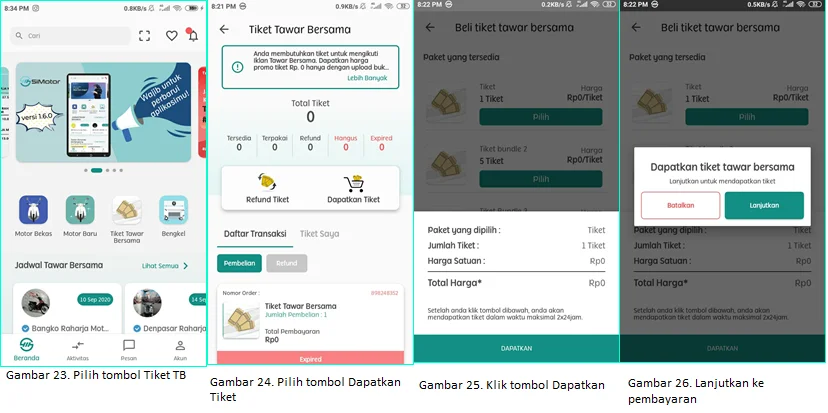 8:34 PM
0.8KB/s
Cari
SiMotor
versi 1.6.0
Wajib untuk
perbarui
aplikasimu!
Motor Bekas
Motor Baru
Tiket Tawar
Bersama
Bengkel
Jadwal Tawar Bersama
Lihat Semua
10 Sep 2020
14 Se
Bangko Raharja Mot...
Denpasar Raharj
Beranda
Aktivitas
Pesan
Akun
Gambar 23. Pilih tombol Tiket TB
8:21 PM
0.9KB/s
Tiket Tawar Bersama
Anda membutuhkan tiket untuk mengikuti
Iklan Tawar Bersama. Dapatkan harga
promo tiket Rp. 0 hanya dengan upload buk...
Lebih Banyak
Total Tiket
0
Tersedia Terpakai Refund Hangus Expired
0 0 0 0 0
Refund Tiket
Dapatkan Tiket
Daftar Transaksi
Tiket Saya
Pembelian
Refund
Nomor Order :
#98248352
Tiket Tawar Bersama
Jumlah Pembelian : 1
Total Pembayaran
Rp0
Expired
Gambar 24. Pilih tombol Dapatkan
Tiket
8:22 PM
0.2KB/s
Beli tiket tawar bersama
Paket yang tersedia
Tiket
Harga
1 Tiket
Rp0/Tiket
Pilih
Tiket bundle 2
Harga
5 Tiket
Rp0/Tiket
Pilih
Paket yang dipilih :
Tiket
Jumlah Tiket :
1 Tiket
Harga Satuan :
Rp0
Total Harga*
Rp0
Setelah anda klik tombol dibawah, anda akan
mendapatkan tiket dalam waktu maksimal 2x24jam.
DAPATKAN
Gambar 25. Klik tombol Dapatkan
8:22 PM
0.5KB/s
Beli tiket tawar bersama
Paket yang tersedia
Tiket
Harga
1 Tiket
Rp0/Tiket
Pilih
Dapatkan tiket tawar bersama
Lanjutkan untuk mendapatkan tiket
Batalkan
Lanjutkan
Paket yang dipilih :
Tiket
Jumlah Tiket :
1 Tiket
Harga Satuan :
Rp0
Total Harga*
Rp0
Setelah anda klik tombol dibawah, anda akan
mendapatkan tiket dalam waktu maksimal 2x24jam.
DAPATKAN
Gambar 26. Lanjutkan ke
pembayaran